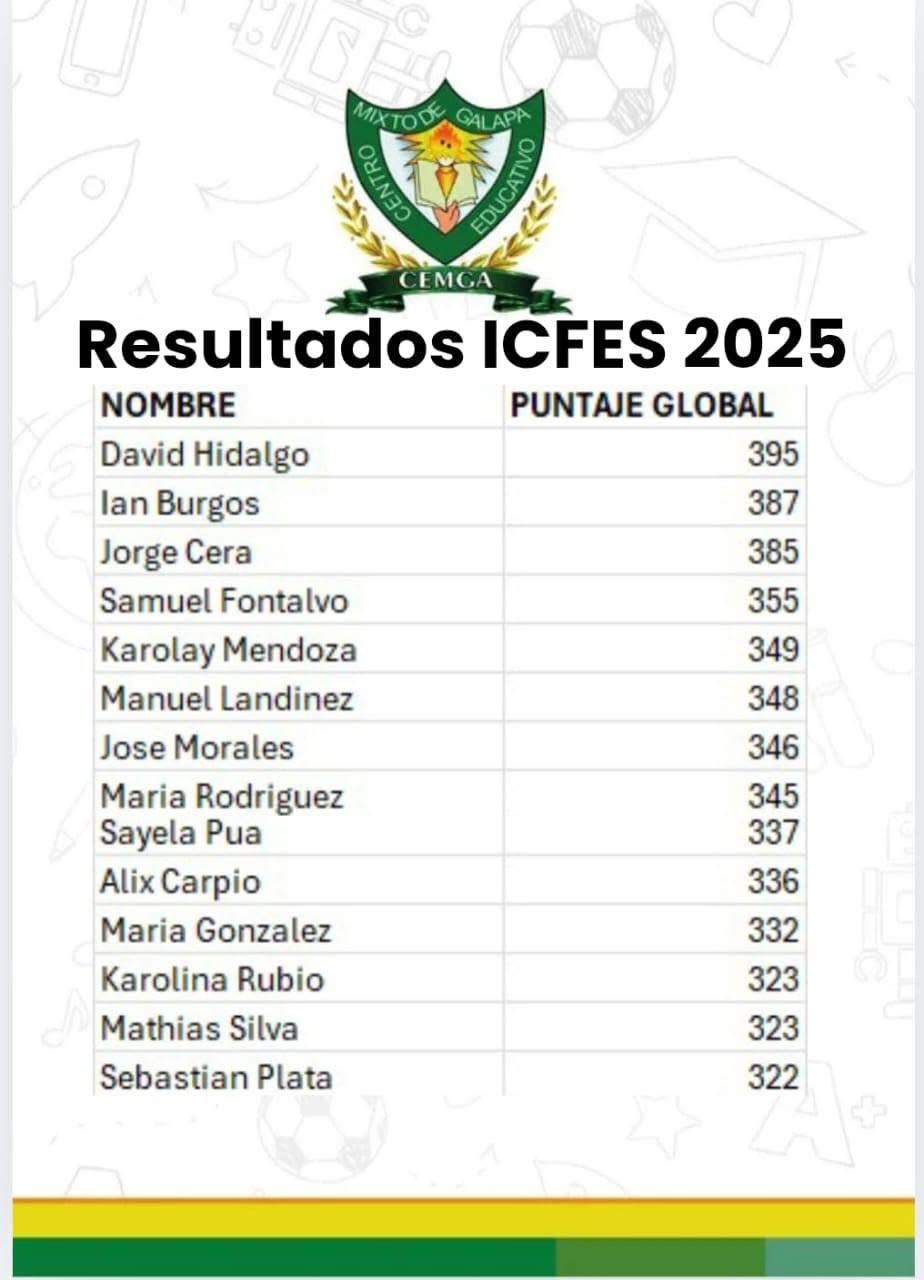 MIXTO DE GALAPA
CENTRO EDUCATIVO
CEMGA
Resultados ICFES 2025
NOMBRE PUNTAJE GLOBAL
David Hidalgo 395
Ian Burgos 387
Jorge Cera 385
Samuel Fontalvo 355
Karolay Mendoza 349
Manuel Landinez 348
Jose Morales 346
Maria Rodriguez 345
Sayela Pua 337
Alix Carpio 336
Maria Gonzalez 332
Karolina Rubio 323
Mathias Silva 323
Sebastian Plata 322
A+